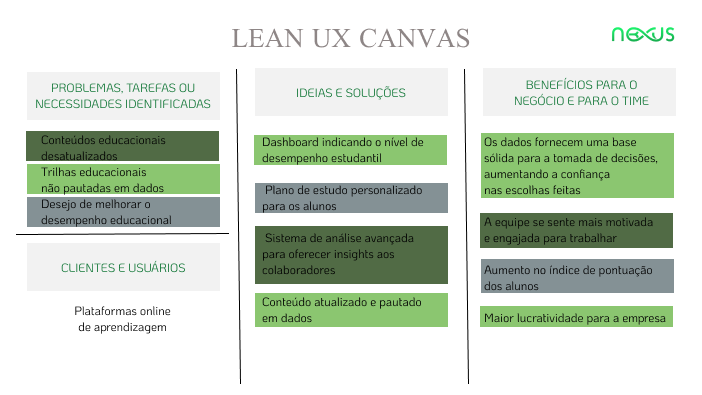 LEAN UX CANVAS
nexus
PROBLEMAS, TAREFAS OU
NECESSIDADES IDENTIFICADAS
Conteúdos educacionais
desatualizados
Trilhas educacionais
não pautadas em dados
Desejo de melhorar o
desempenho educacional
CLIENTES E USUÁRIOS
Plataformas online
de aprendizagem
IDEIAS E SOLUÇÕES
Dashboard indicando o nível de
desempenho estudantil
Plano de estudo personalizado
para os alunos
Sistema de análise avançada
para oferecer insights aos
colaboradores
Conteúdo atualizado e pautado
em dados
BENEFÍCIOS PARA O
NEGÓCIO E PARA O TIME
Os dados fornecem uma base
sólida para a tomada de decisões,
aumentando a confiança
nas escolhas feitas
A equipe se sente mais motivada
e engajada para trabalhar
Aumento no índice de pontuação
dos alunos
Maior lucratividade para a empresa